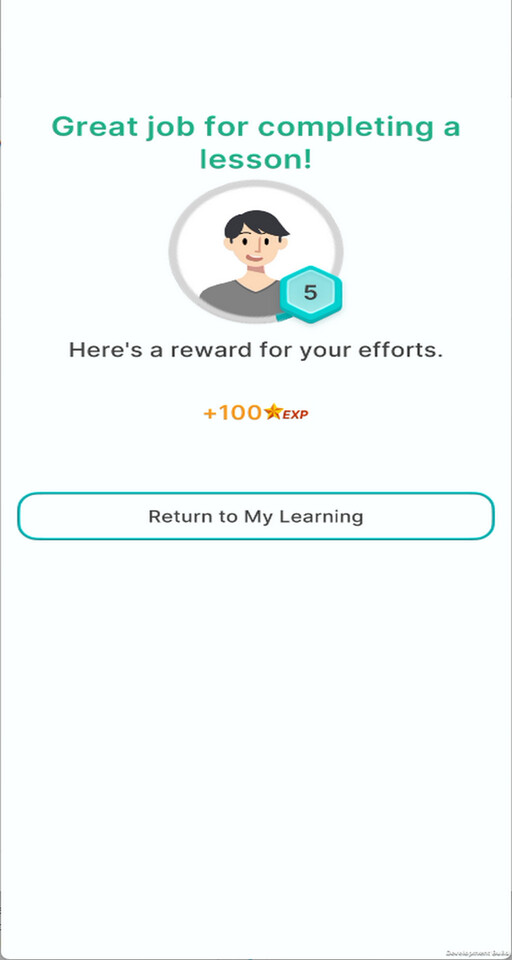 Great job for completing a
lesson!
5
Here's a reward for your efforts.
+100 EXP
Return to My Learning
Development Build